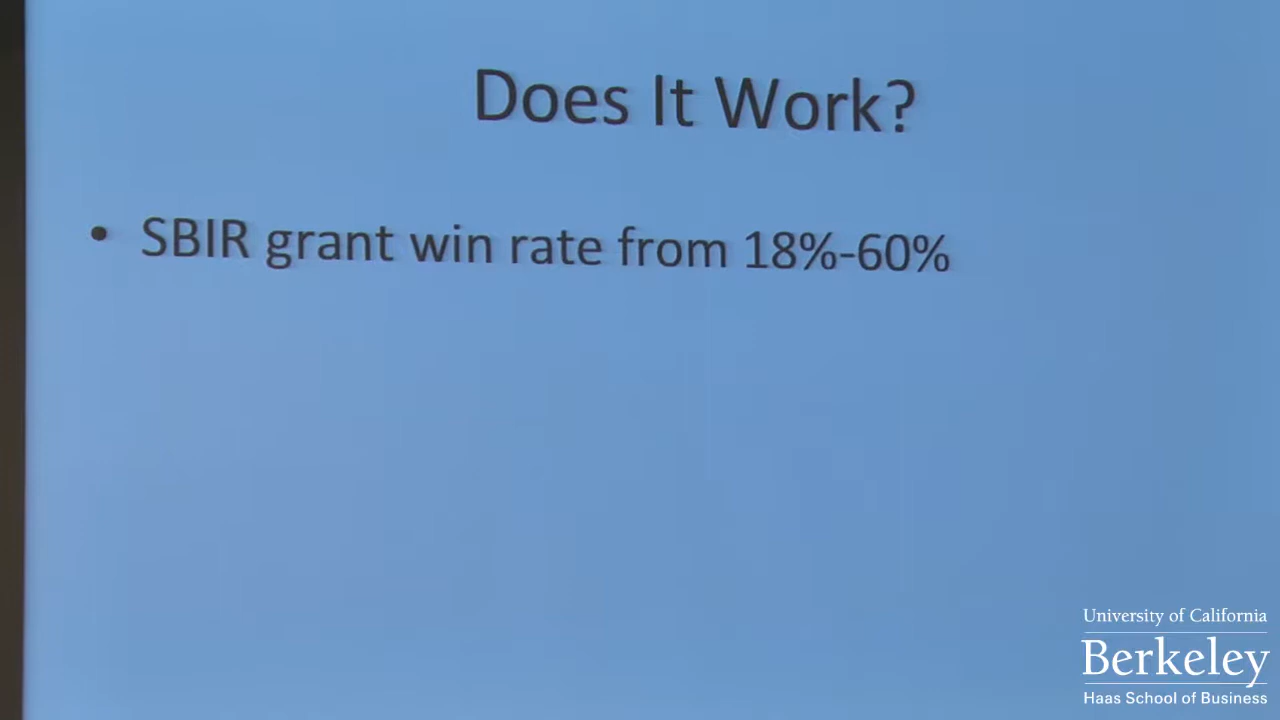 Does It Work?
• SBIR grant win rate from 18%-60%
University of California
Berkeley
Haas School of Business